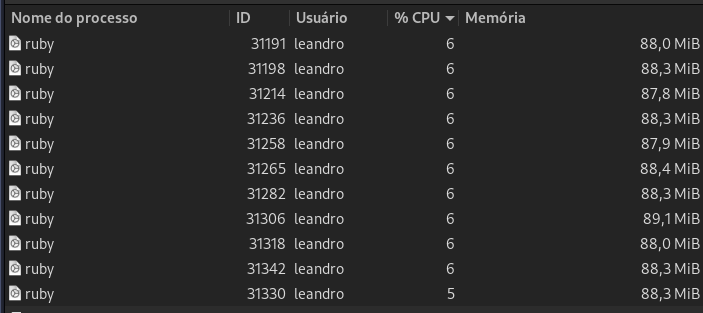 Nome do processo ID Usuário % CPU Memória
ruby 31191 leandro 6 88,0 MiB
ruby 31198 leandro 6 88,3 MiB
ruby 31214 leandro 6 87,8 MiB
ruby 31236 leandro 6 88,3 MiB
ruby 31258 leandro 6 87,9 MiB
ruby 31265 leandro 6 88,4 MiB
ruby 31282 leandro 6 88,3 MiB
ruby 31306 leandro 6 89,1 MiB
ruby 31318 leandro 6 88,0 MiB
ruby 31342 leandro 6 88,3 MiB
ruby 31330 leandro 5 88,3 MiB